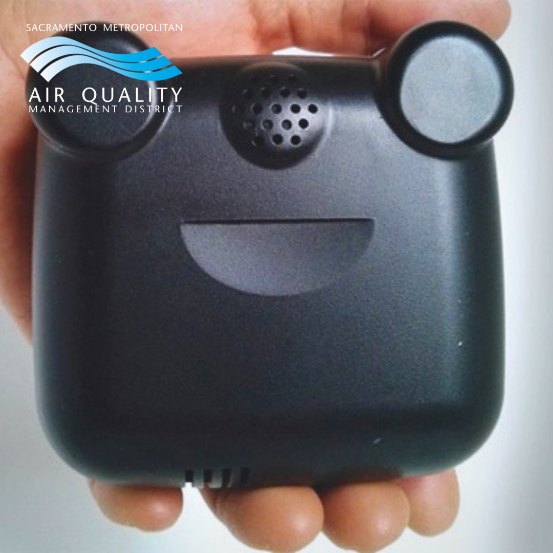 SACRAMENTO METROPOLITAN
AIR QUALITY
MANAGEMENT DISTRICT